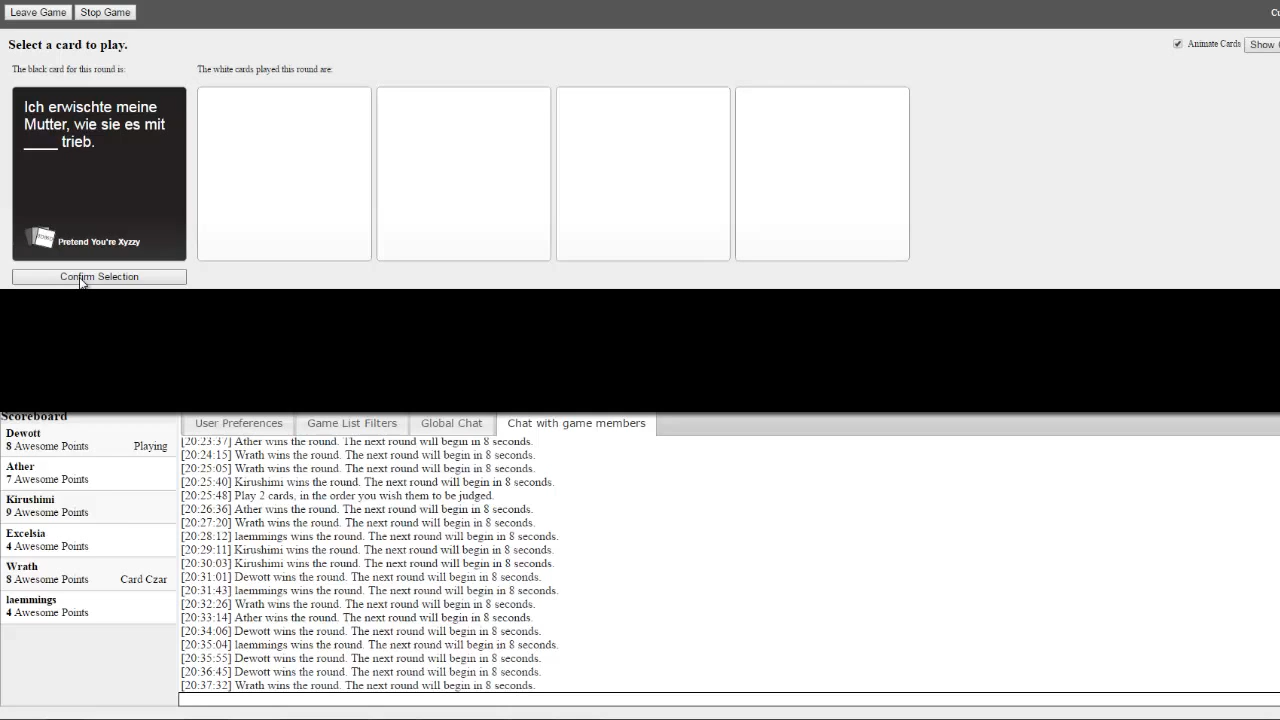 Leave Game Stop Game
Select a card to play.
Animate Cards Show
The black card for this round is:
The white cards played this round are:
Ich erwischte meine
Mutter, wie sie es mit
____ trieb.
Pretend You're Xyzzy
Confirm Selection
Scoreboard
Dewott
8 Awesome Points Playing
Ather
7 Awesome Points
Kirushimi
9 Awesome Points
Excelsia
4 Awesome Points
Wrath
8 Awesome Points Card Czar
laemmings
4 Awesome Points
User Preferences Game List Filters Global Chat Chat with game members
[20:23:37] Ather wins the round. The next round will begin in 8 seconds.
[20:24:15] Wrath wins the round. The next round will begin in 8 seconds.
[20:25:05] Wrath wins the round. The next round will begin in 8 seconds.
[20:25:40] Kirushimi wins the round. The next round will begin in 8 seconds.
[20:25:48] Play 2 cards, in the order you wish them to be judged.
[20:26:36] Ather wins the round. The next round will begin in 8 seconds.
[20:27:20] Wrath wins the round. The next round will begin in 8 seconds.
[20:28:12] laemmings wins the round. The next round will begin in 8 seconds.
[20:29:11] Kirushimi wins the round. The next round will begin in 8 seconds.
[20:30:03] Kirushimi wins the round. The next round will begin in 8 seconds.
[20:31:01] Dewott wins the round. The next round will begin in 8 seconds.
[20:31:43] laemmings wins the round. The next round will begin in 8 seconds.
[20:32:26] Wrath wins the round. The next round will begin in 8 seconds.
[20:33:14] Ather wins the round. The next round will begin in 8 seconds.
[20:34:06] Dewott wins the round. The next round will begin in 8 seconds.
[20:35:04] laemmings wins the round. The next round will begin in 8 seconds.
[20:35:55] Dewott wins the round. The next round will begin in 8 seconds.
[20:36:45] Dewott wins the round. The next round will begin in 8 seconds.
[20:37:32] Wrath wins the round. The next round will begin in 8 seconds.